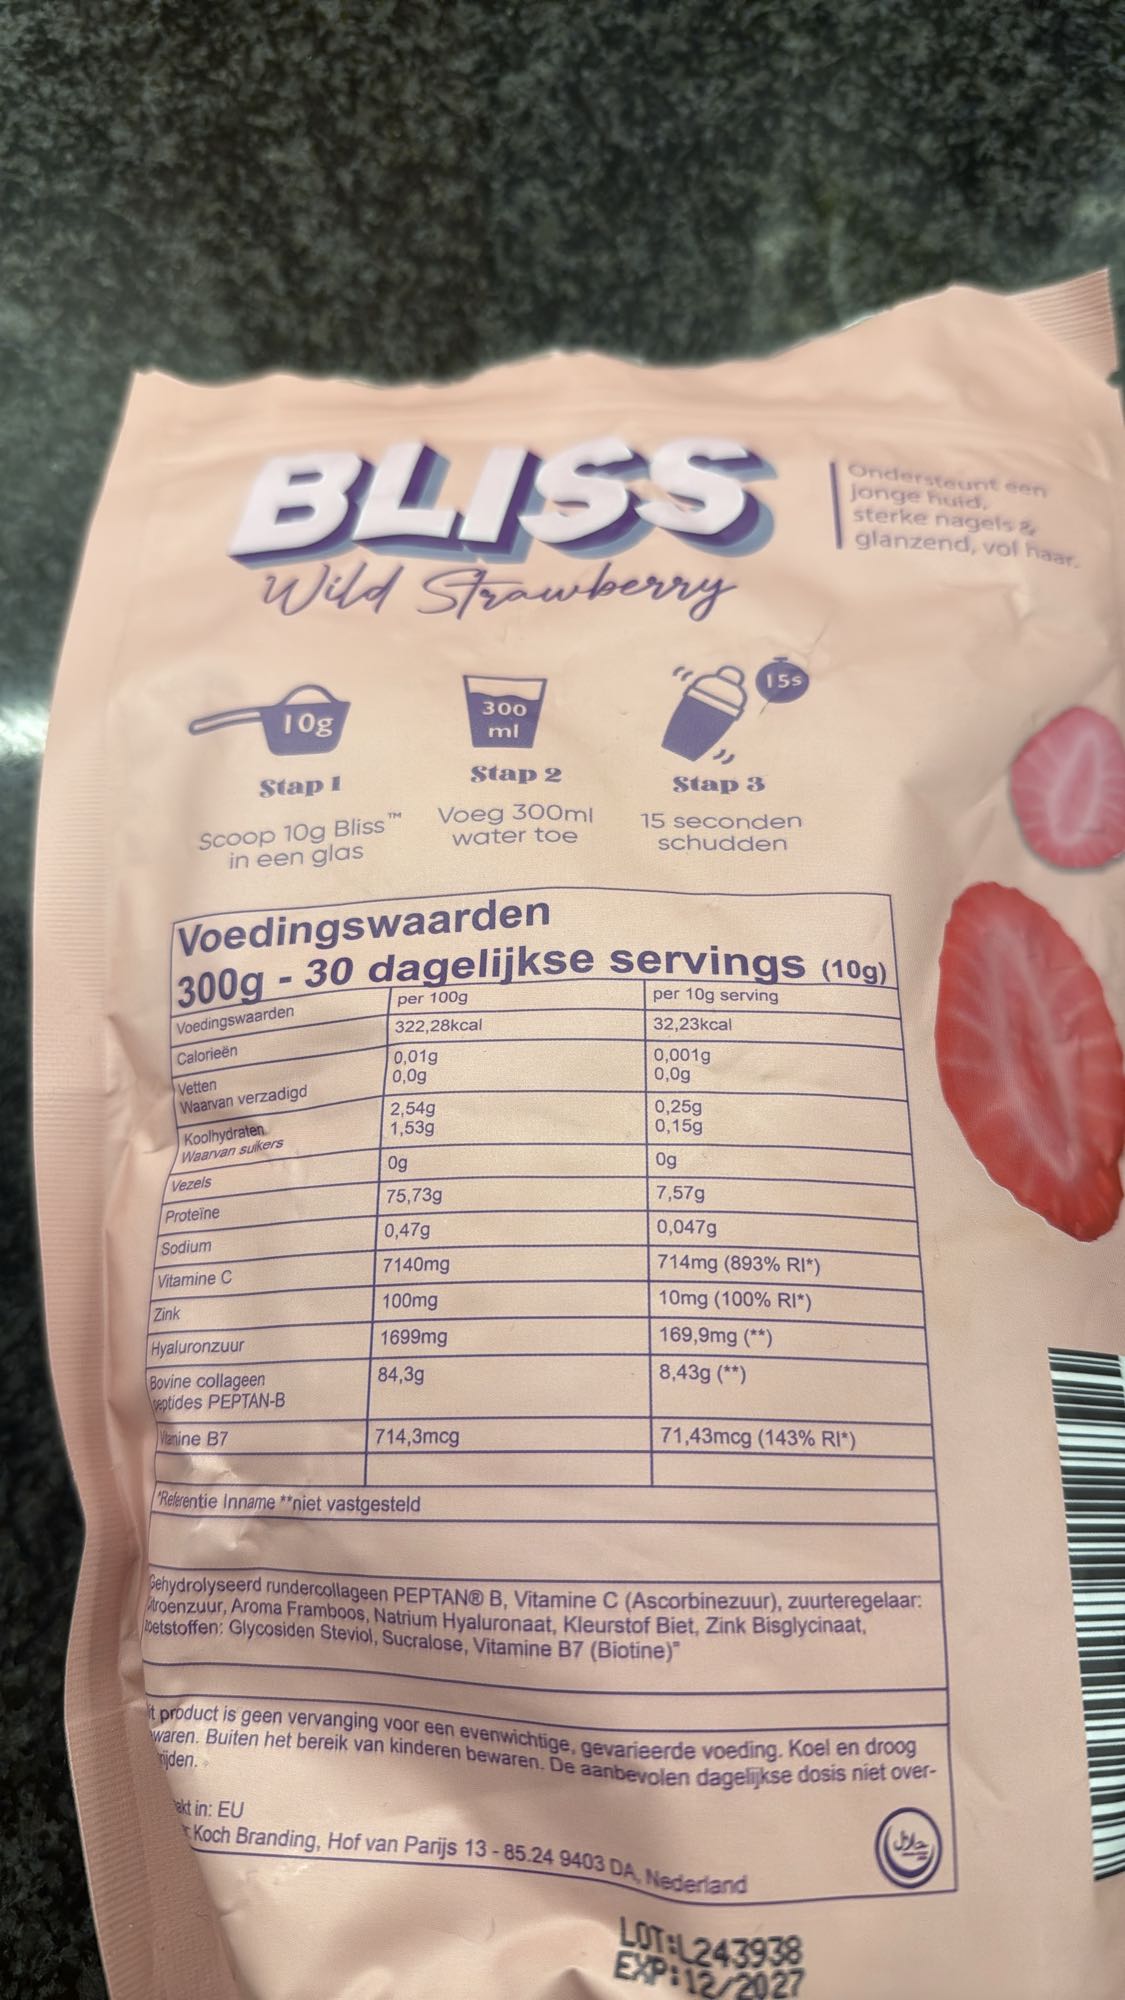 BLISS
Wild Strawberry
Ondersteunt een
jonge huid,
sterke nagels &
glanzend, vol haar.
10g
300
ml
15s
Stap 1
Stap 2
Stap 3
Scoop 10g Bliss™
in een glas
Voeg 300ml
water toe
15 seconden
schudden
Voedingswaarden
300g - 30 dagelijkse servings (10g)
Voedingswaarden per 100g per 10g serving
Calorieën 322,28kcal 32,23kcal
Vetten 0,01g 0,001g
Waarvan verzadigd 0,0g 0,0g
Koolhydraten 2,54g 0,25g
Waarvan suikers 1,53g 0,15g
Vezels 0g 0g
Proteïne 75,73g 7,57g
Sodium 0,47g 0,047g
Vitamine C 7140mg 714mg (893% RI*)
Zink 100mg 10mg (100% RI*)
Hyaluronzuur 1699mg 169,9mg (**)
Bovine collageen 84,3g 8,43g (**)
peptides PEPTAN-B
B7 714,3mcg 71,43mcg (143% RI*)
*Referentie Inname **niet vastgesteld
Gehydrolyseerd rundercollageen PEPTAN® B, Vitamine C (Ascorbinezuur), zuurteregelaar:
citroenzuur, Aroma Framboos, Natrium Hyaluronaat, Kleurstof Biet, Zink Bisglycinaat,
zoetstoffen: Glycosiden Steviol, Sucralose, Vitamine B7 (Biotine)"
product is geen vervanging voor een evenwichtige, gevarieerde voeding. Koel en droog
Buiten het bereik van kinderen bewaren. De aanbevolen dagelijkse dosis niet over-
in: EU
Koch Branding, Hof van Parijs 13 - 85.24 9403 DA, Nederland
حلال
LOT:L243938
EXP:12/2027